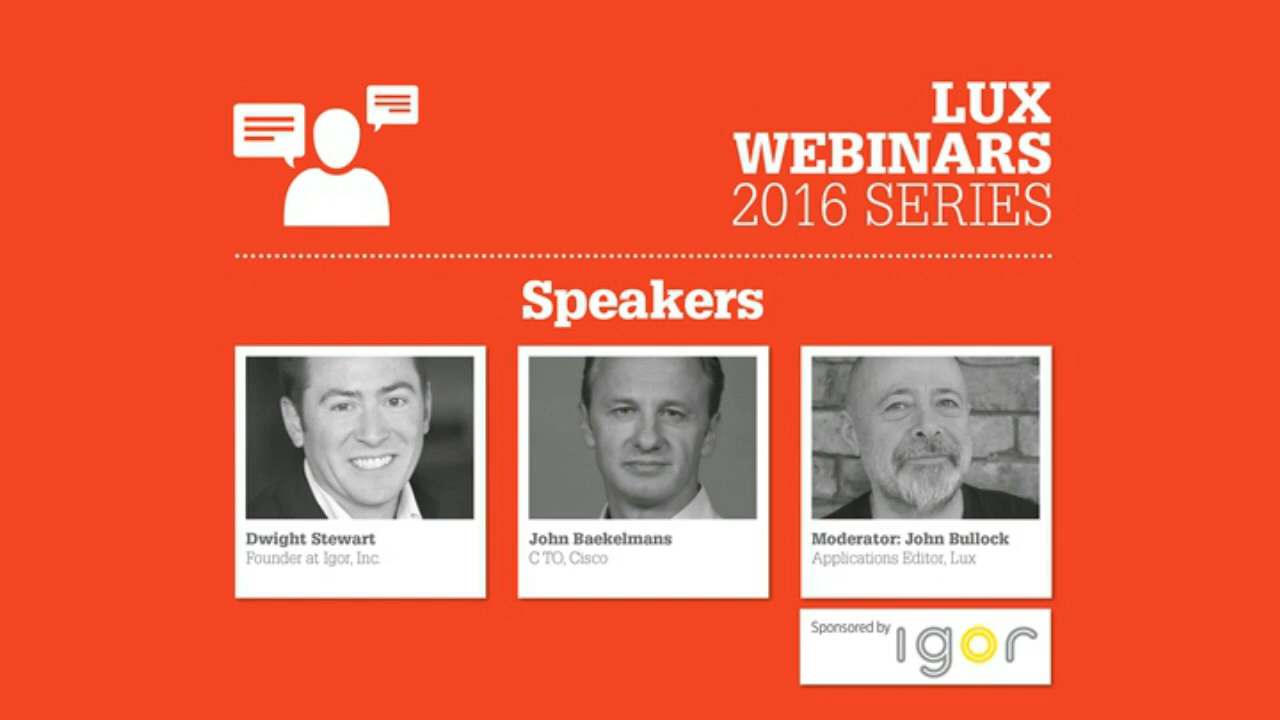 LUX
WEBINARS
2016 SERIES
Speakers
Dwight Stewart
Founder at Igor, Inc.
John Baekelmans
CTO, Cisco
Moderator: John Bullock
Applications Editor, Lux
Sponsored by igor